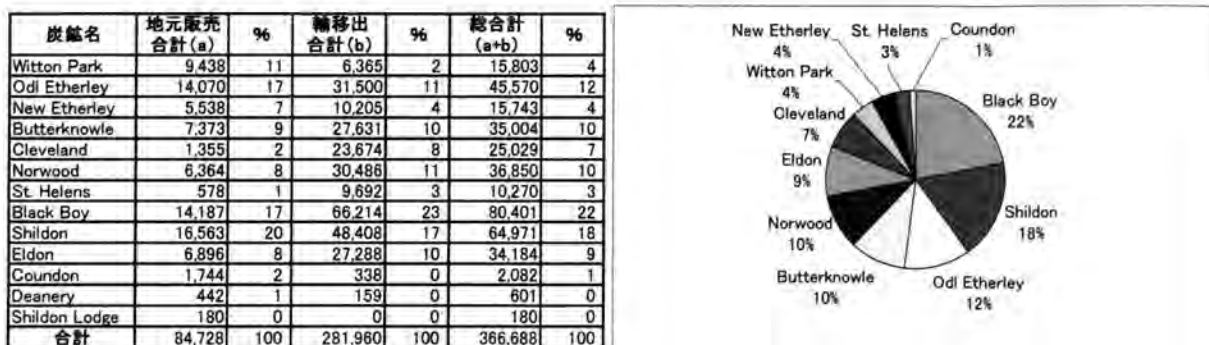 炭鉱名 地元販売合計(a) % 輸移出合計(b) % 総合計(a+b) %
Witton Park 9,438 11 6,365 2 15,803 4
Odl Etherley 14,070 17 31,500 11 45,570 12
New Etherley 5,538 7 10,205 4 15,743 4
Butterknowle 7,373 9 27,631 10 35,004 10
Cleveland 1,355 2 23,674 8 25,029 7
Norwood 6,364 8 30,486 11 36,850 10
St. Helens 578 1 9,692 3 10,270 3
Black Boy 14,187 17 66,214 23 80,401 22
Shildon 16,563 20 48,408 17 64,971 18
Eldon 6,896 8 27,288 10 34,184 9
Coundon 1,744 2 338 0 2,082 1
Deanery 442 1 159 0 601 0
Shildon Lodge 180 0 0 0 180 0
合計 84,728 100 281,960 100 366,688 100
New Etherley
4%
St. Helens
3%
Coundon
1%
Witton Park
4%
Black Boy
22%
Cleveland
7%
Eldon
9%
Shildon
18%
Norwood
10%
Butterknowle
10%
Odl Etherley
12%